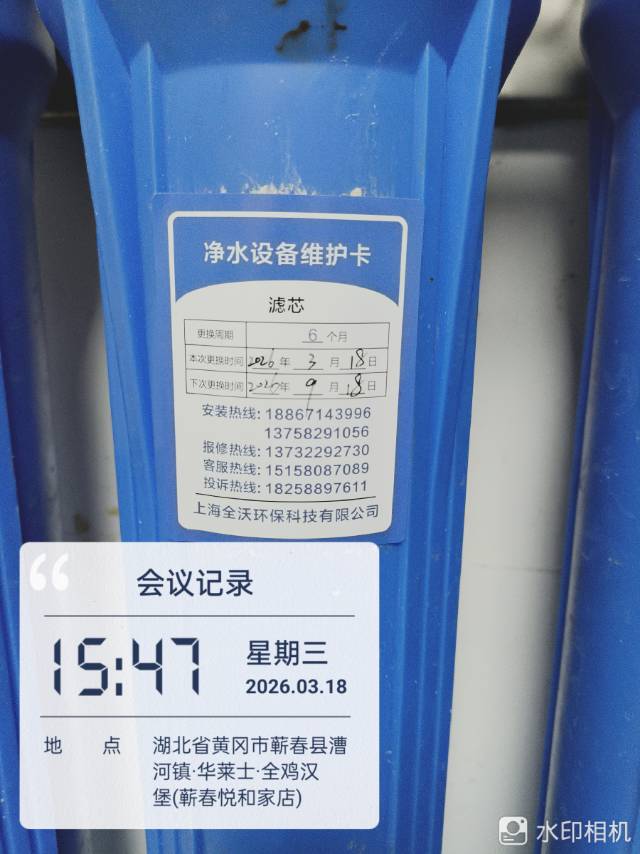 净水设备维护卡
滤芯
更换周期 6 个月
本次更换时间 2026 年 3 月 18 日
下次更换时间 2026 年 9 月 18 日
安装热线: 18867143996
13758291056
报修热线: 13732292730
客服热线: 15158087089
投诉热线: 18258897611
上海全沃环保科技有限公司
会议记录
15:47
星期三
2026.03.18
地 点 湖北省黄冈市蕲春县漕
河镇·华莱士·全鸡汉
堡(蕲春悦和家店)
水印相机